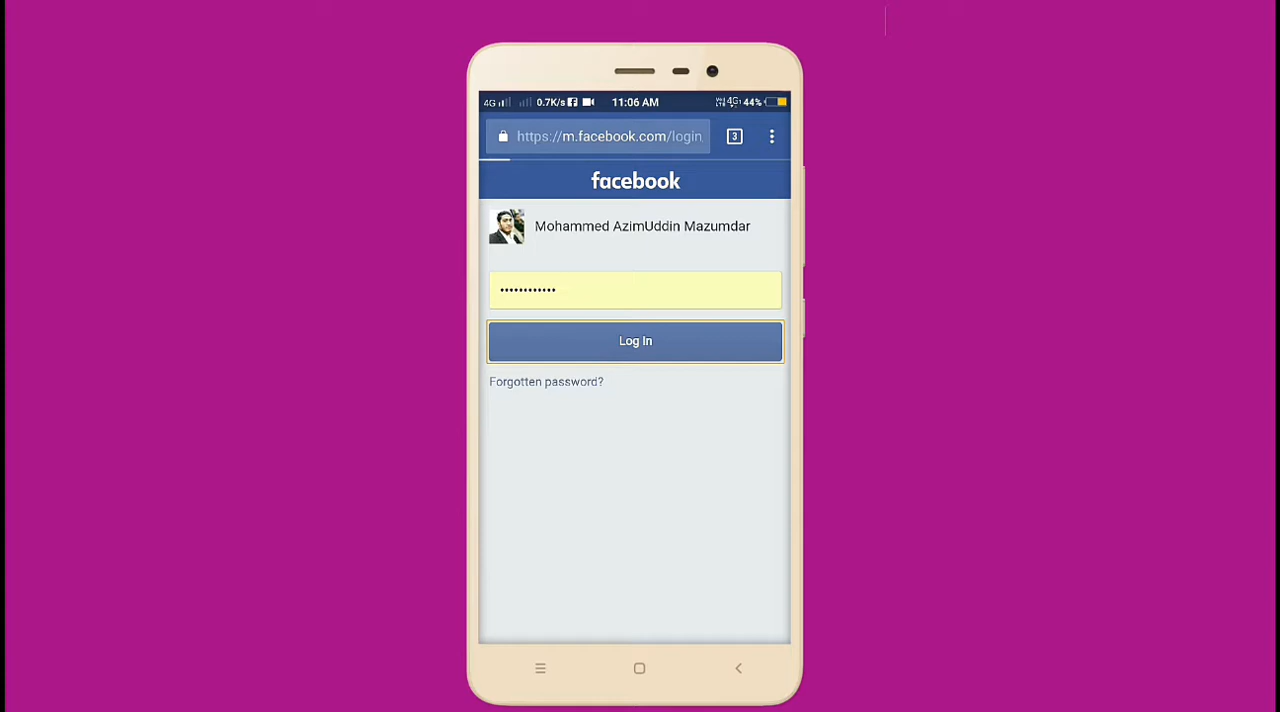 4G 0.7K/s 11:06 AM 4G 44%
https://m.facebook.com/login 3
facebook
Mohammed AzimUddin Mazumdar
••••••••••••
Log In
Forgotten password?